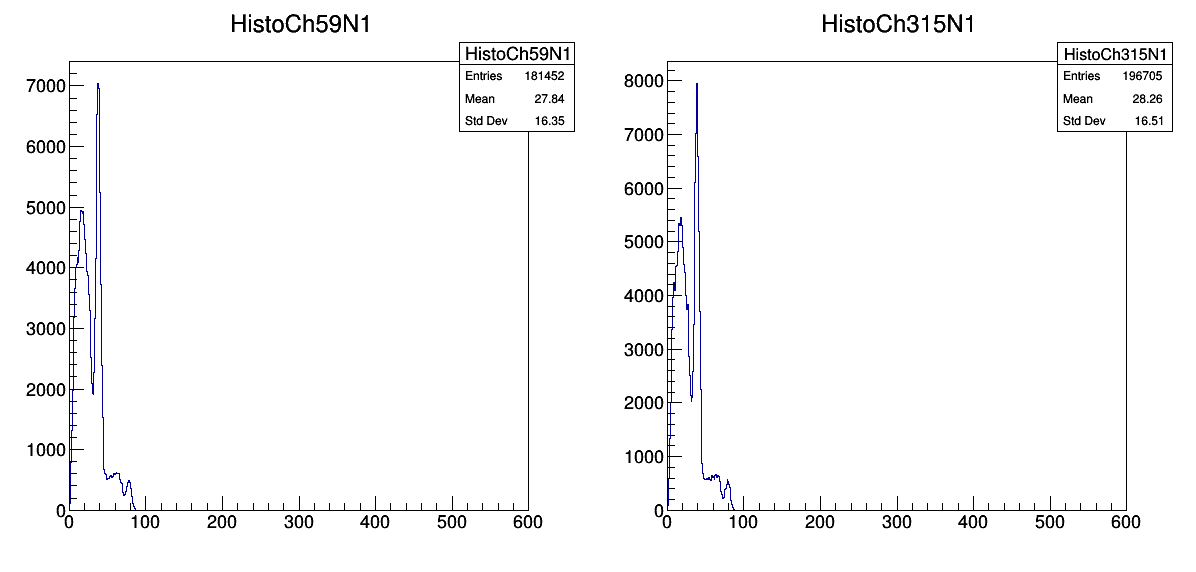 HistoCh59N1
HistoCh59N1
Entries 181452
Mean 27.84
Std Dev 16.35
7000
6000
5000
4000
3000
2000
1000
0
0 100 200 300 400 500 600
HistoCh315N1
HistoCh315N1
Entries 196705
Mean 28.26
Std Dev 16.51
8000
7000
6000
5000
4000
3000
2000
1000
0
0 100 200 300 400 500 600